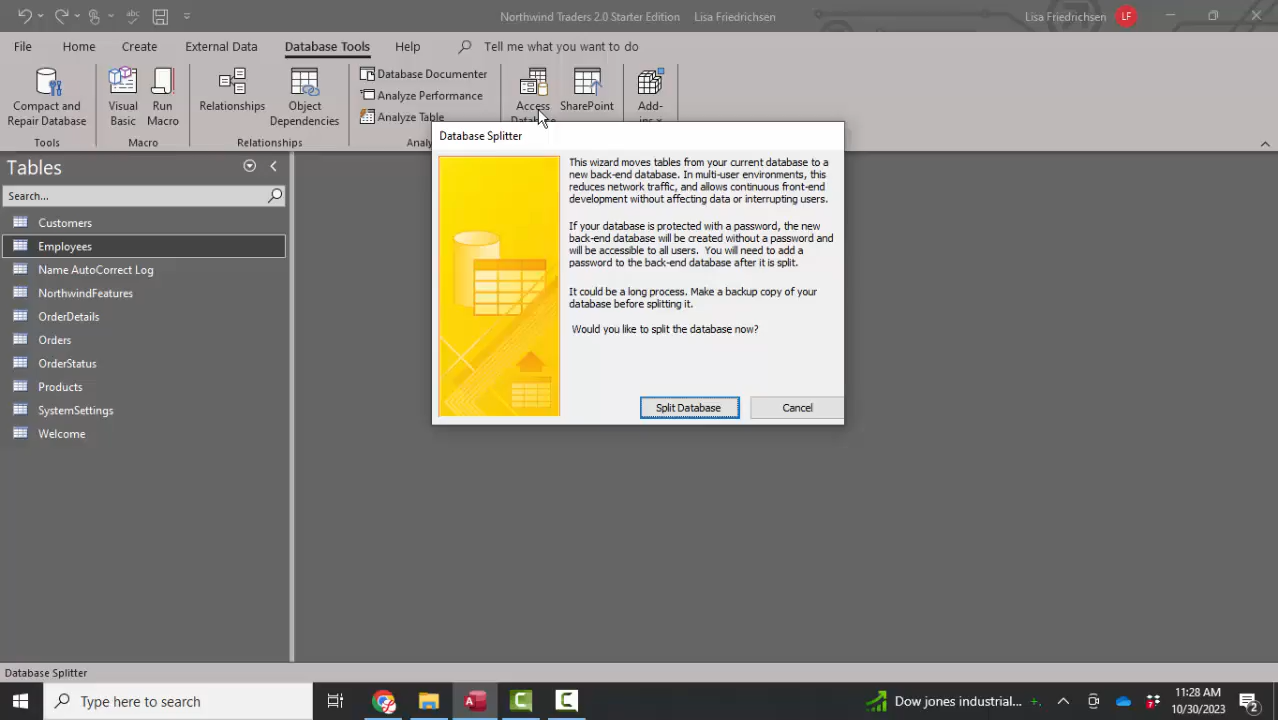 Northwind Traders 2.0 Starter Edition Lisa Friedrichsen Lisa Friedrichsen LF
File Home Create External Data Database Tools Help Tell me what you want to do
Compact and
Repair Database
Tools
Visual
Basic
Run
Macro
Macro
Relationships
Object
Dependencies
Relationships
Database Documenter
Analyze Performance
Analyze Table
Access
Database
SharePoint
Add-
ins
Database Splitter
This wizard moves tables from your current database to a
new back-end database. In multi-user environments, this
reduces network traffic, and allows continuous front-end
development without affecting data or interrupting users.
If your database is protected with a password, the new
back-end database will be created without a password and
will be accessible to all users. You will need to add a
password to the back-end database after it is split.
It could be a long process. Make a backup copy of your
database before splitting it.
Would you like to split the database now?
Split Database Cancel
Tables
Search...
Customers
Employees
Name AutoCorrect Log
NorthwindFeatures
OrderDetails
Orders
OrderStatus
Products
SystemSettings
Welcome
Database Splitter
Type here to search
Dow jones industrial...
11:28 AM
10/30/2023
2